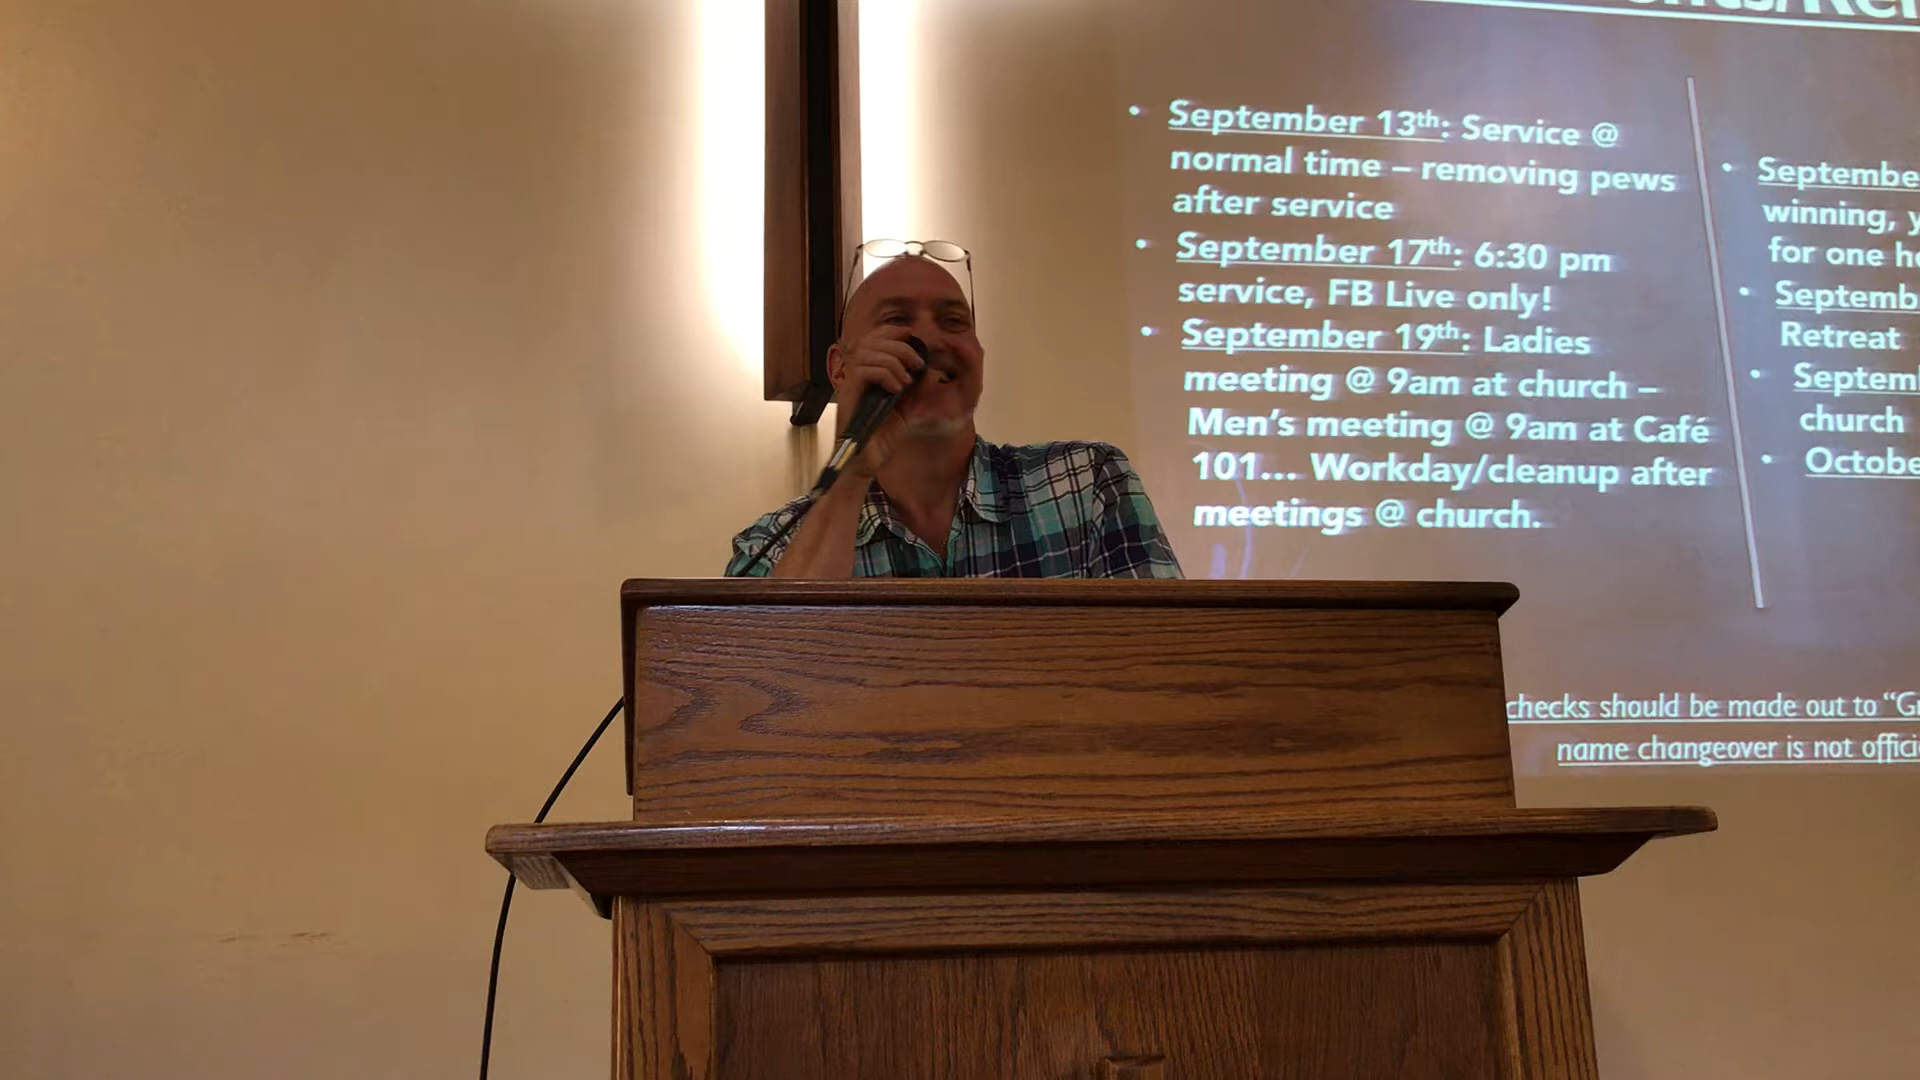 September 13th: Service @
normal time – removing pews
after service
September 17th: 6:30 pm
service, FB Live only!
September 19th: Ladies
meeting @ 9am at church –
Men's meeting @ 9am at Café
101... Workday/cleanup after
meetings @ church.
winning,
for one
Retreat
church
checks should be made out to
name changeover is not